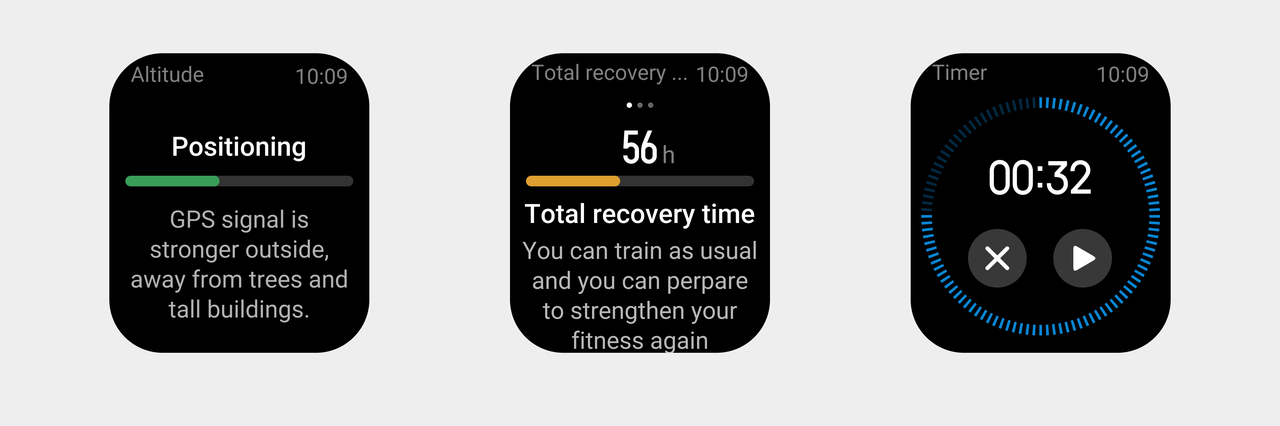 Altitude 10:09
Positioning
GPS signal is
stronger outside,
away from trees and
tall buildings.
Total recovery ... 10:09
56 h
Total recovery time
You can train as usual
and you can perpare
to strengthen your
fitness again
Timer 10:09
00:32